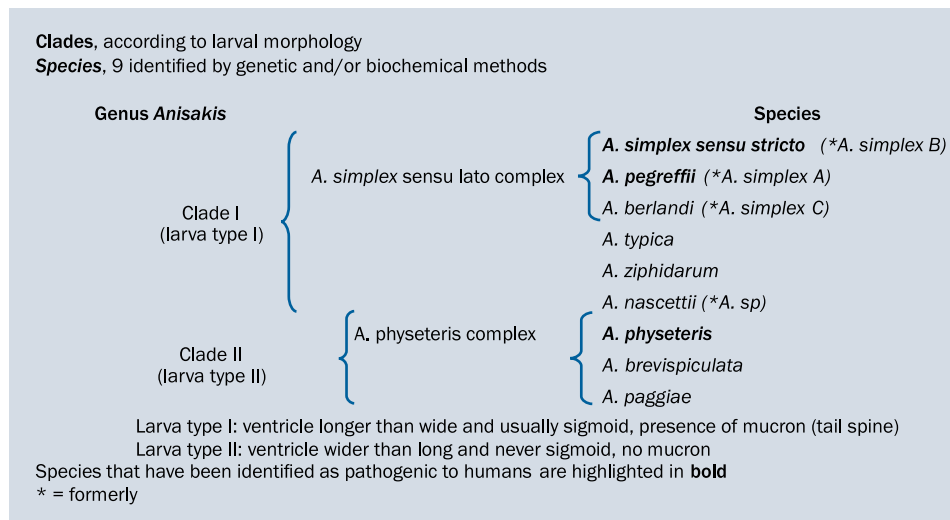 Clades, according to larval morphology
Species, 9 identified by genetic and/or biochemical methods
Genus Anisakis
Species
A. simplex sensu stricto (*A. simplex B)
A. simplex sensu lato complex
A. pegreffii (*A. simplex A)
A. berlandi (*A. simplex C)
Clade I
(larva type I)
A. typica
A. ziphidarum
A. nascettii (*A. sp)
A. physeteris complex
A. physeteris
Clade II
(larva type II)
A. brevispiculata
A. paggiae
Larva type I: ventricle longer than wide and usually sigmoid, presence of mucron (tail spine)
Larva type II: ventricle wider than long and never sigmoid, no mucron
Species that have been identified as pathogenic to humans are highlighted in bold
* = formerly